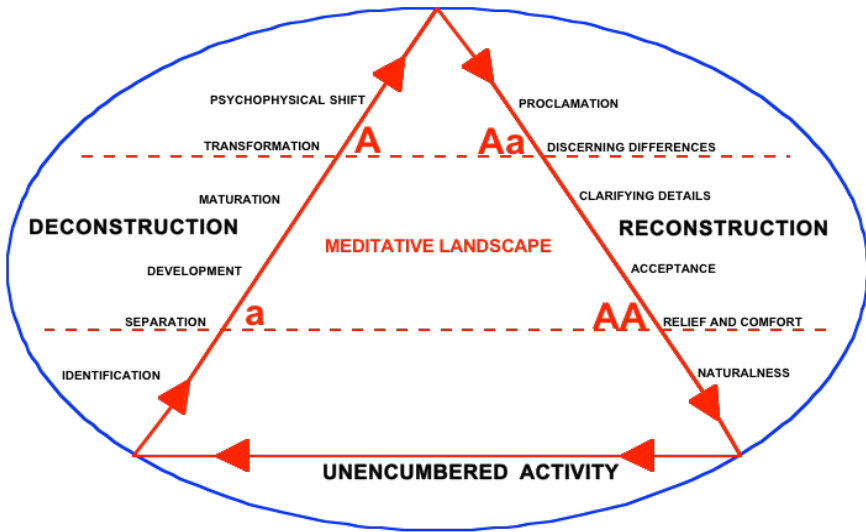 PSYCHOPHYSICAL SHIFT
PROCLAMATION
TRANSFORMATION
A
Aa
DISCERNING DIFFERENCES
MATURATION
CLARIFYING DETAILS
DECONSTRUCTION
RECONSTRUCTION
MEDITATIVE LANDSCAPE
DEVELOPMENT
ACCEPTANCE
SEPARATION
a
AA
RELIEF AND COMFORT
IDENTIFICATION
NATURALNESS
UNENCUMBERED ACTIVITY